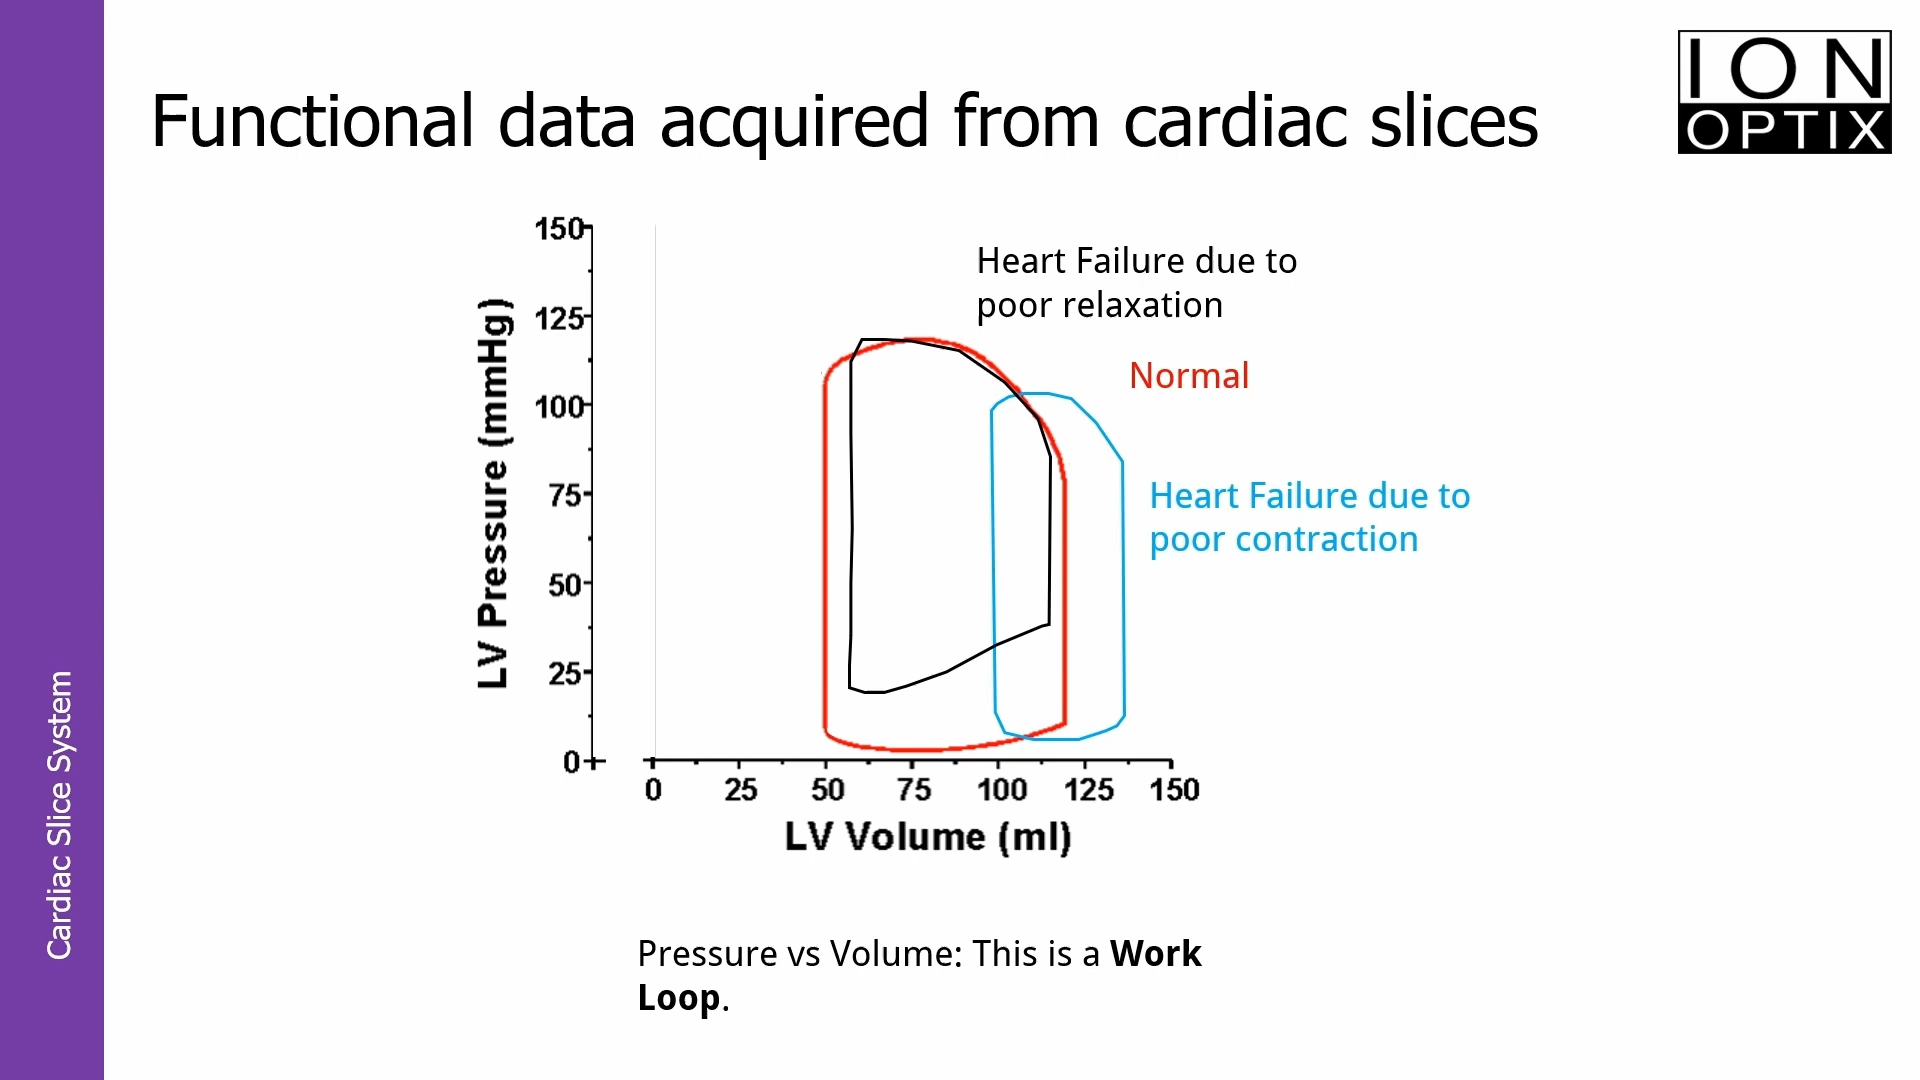 Functional data acquired from cardiac slices
ION
OPTIX
Cardiac Slice System
LV Pressure (mmHg)
150
125
100
75
50
25
0
Heart Failure due to
poor relaxation
Normal
Heart Failure due to
poor contraction
0 25 50 75 100 125 150
LV Volume (ml)
Pressure vs Volume: This is a Work
Loop.